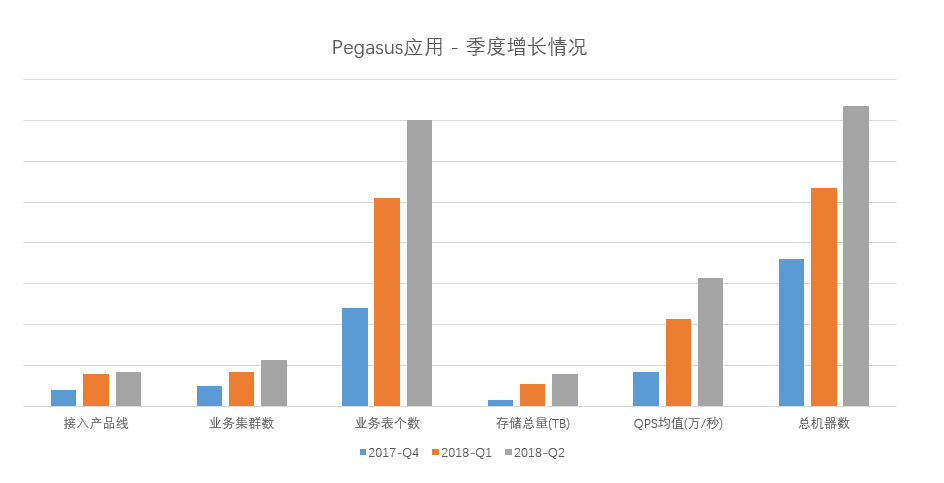 Pegasus应用 - 季度增长情况
接入产品线 业务集群数 业务表个数 存储总量(TB) QPS均值(万/秒) 总机器数
2017-Q4 2018-Q1 2018-Q2